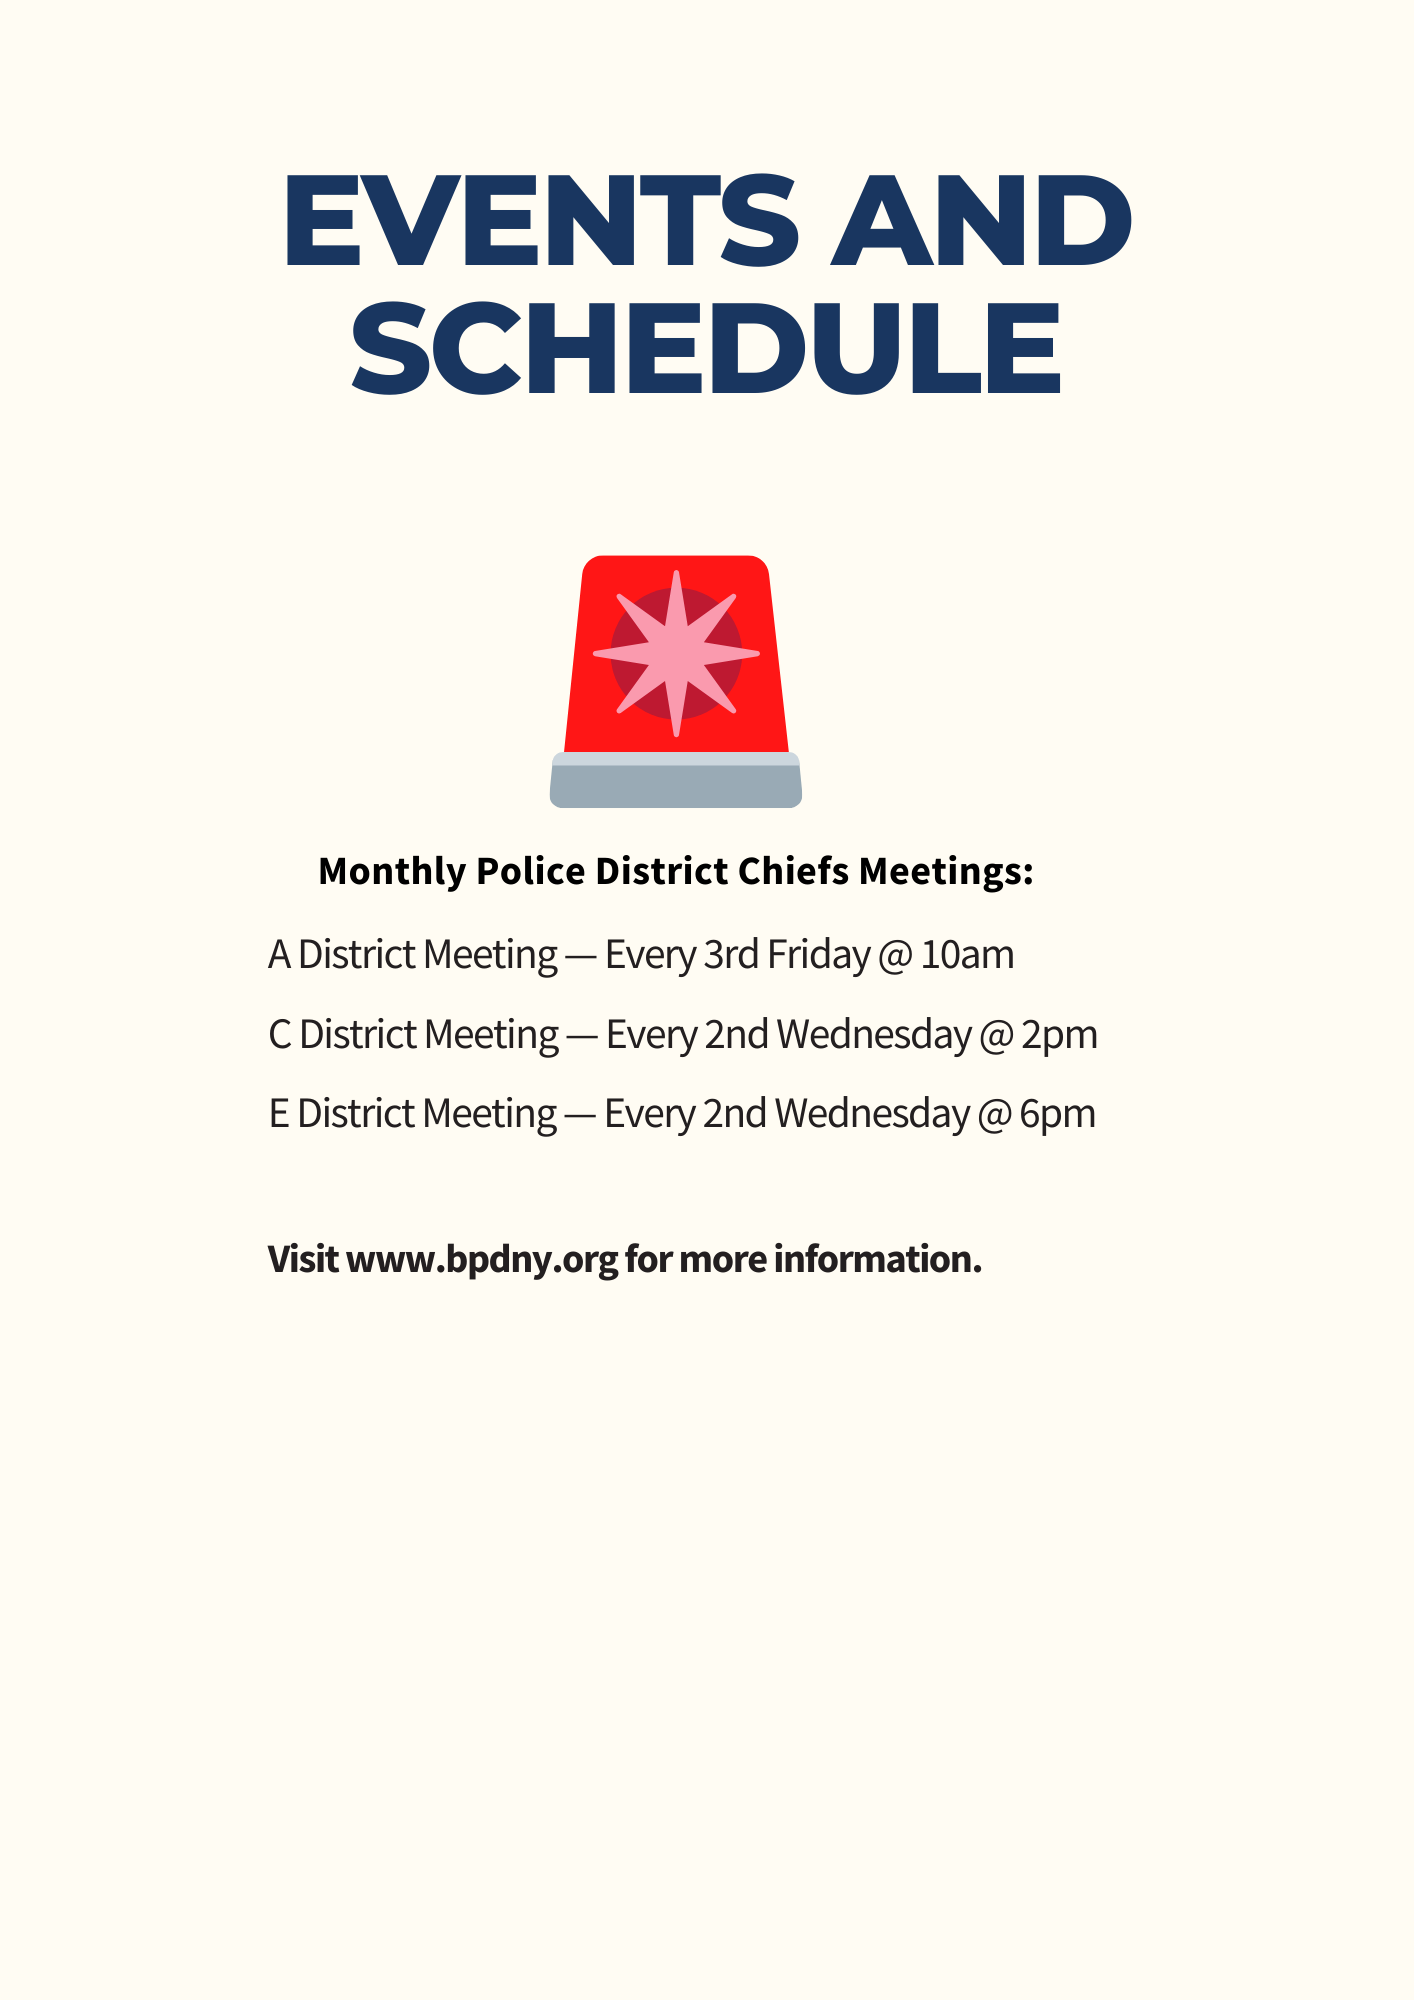 EVENTS AND
SCHEDULE
Monthly Police District Chiefs Meetings:
A District Meeting — Every 3rd Friday @ 10am
C District Meeting — Every 2nd Wednesday @ 2pm
E District Meeting — Every 2nd Wednesday @ 6pm
Visit www.bpdny.org for more information.